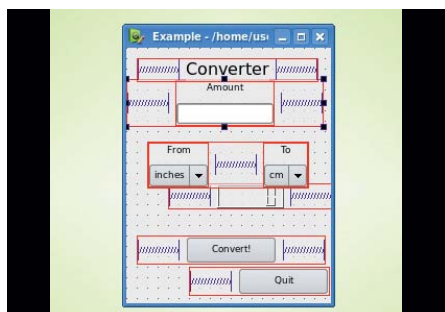 Example - /home/us
Converter
Amount
From To
inches cm
Convert!
Quit